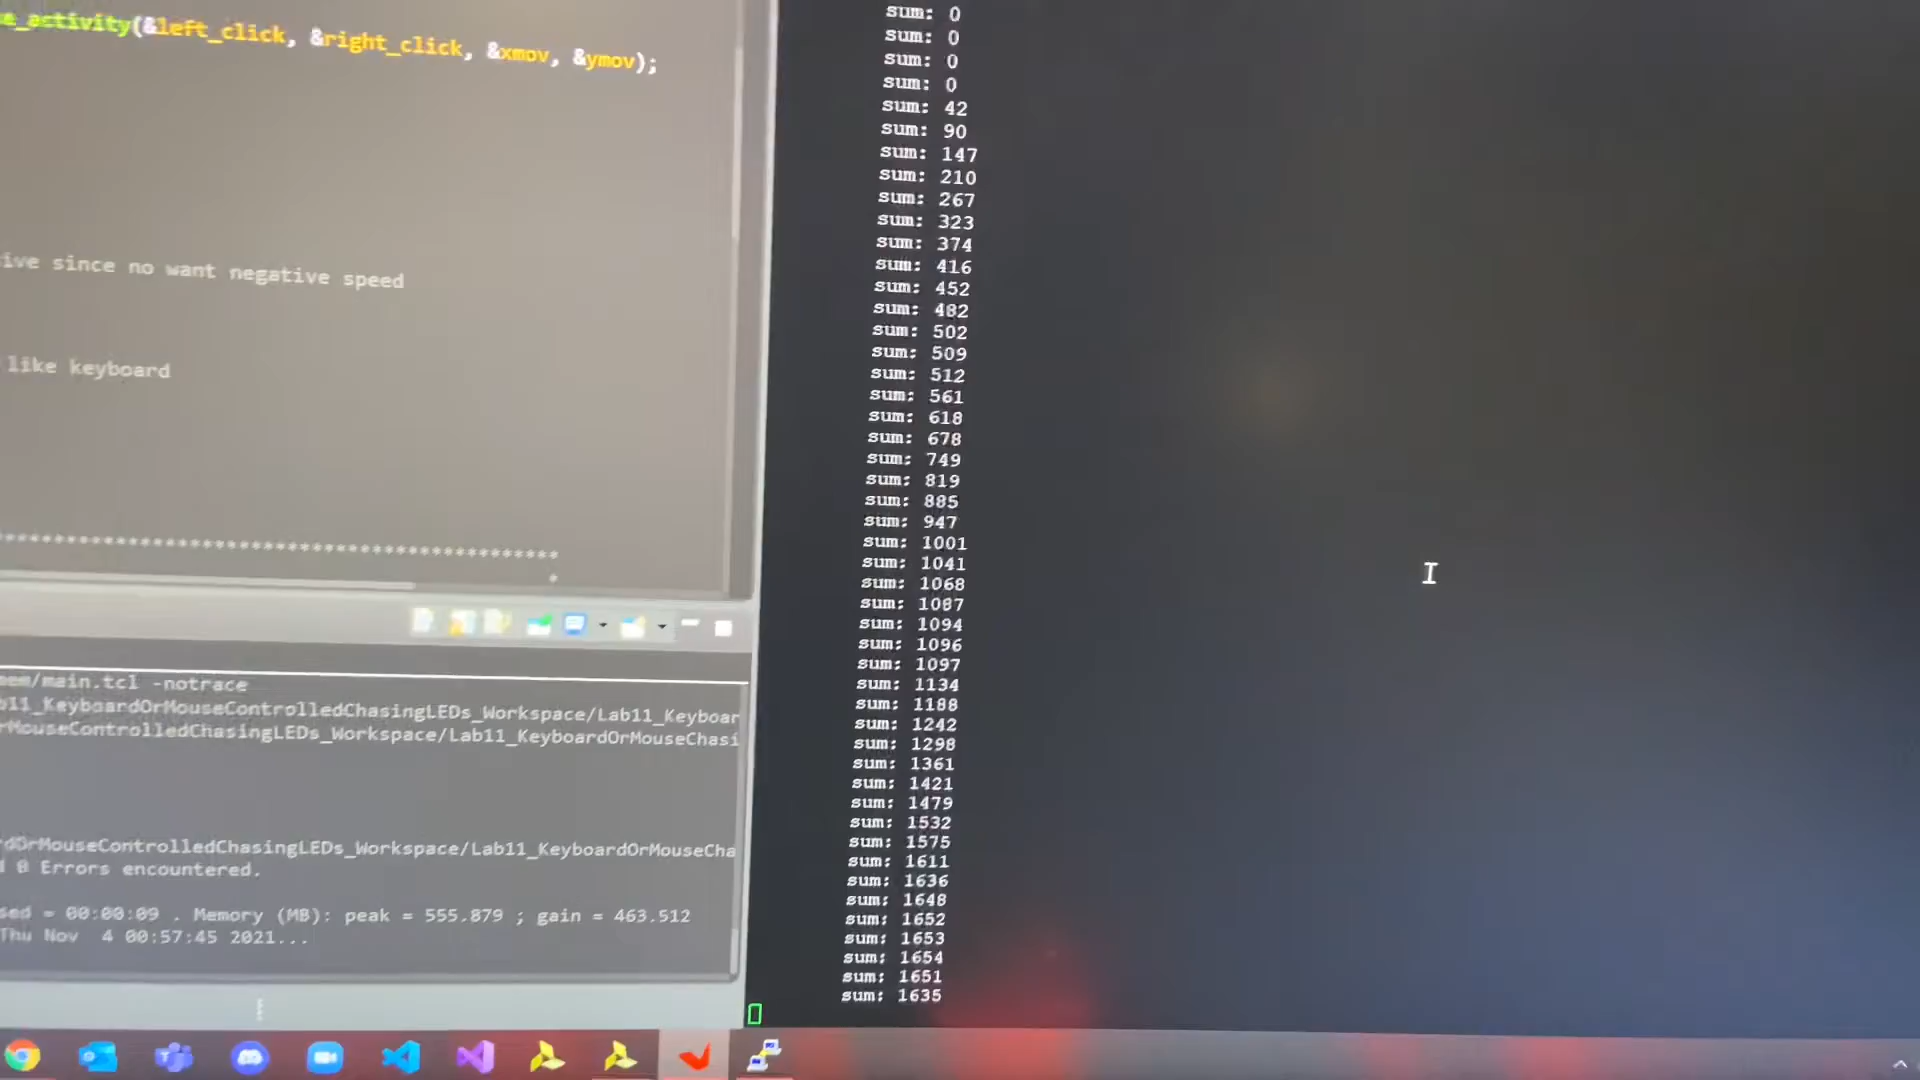 e_activity(&left_click, &right_click, &xmov, &ymov);
ive since no want negative speed
like keyboard
**********************************************
*
em/main.tcl -notrace
b11_KeyboardOrMouseControlledChasingLEDs_Workspace/Lab11_Keyboar
rMouseControlledChasingLEDs_Workspace/Lab11_KeyboardOrMouseChasi
rdOrMouseControlledChasingLEDs_Workspace/Lab11_KeyboardOrMouseCha
d 0 Errors encountered.
sed = 00:00:09 . Memory (MB): peak = 555.879 ; gain = 463.512
Thu Nov 4 00:57:45 2021...
sum: 0
sum: 0
sum: 0
sum: 0
sum: 42
sum: 90
sum: 147
sum: 210
sum: 267
sum: 323
sum: 374
sum: 416
sum: 452
sum: 482
sum: 502
sum: 509
sum: 512
sum: 561
sum: 618
sum: 678
sum: 749
sum: 819
sum: 885
sum: 947
sum: 1001
sum: 1041
sum: 1068
sum: 1087
sum: 1094
sum: 1096
sum: 1097
sum: 1134
sum: 1188
sum: 1242
sum: 1298
sum: 1361
sum: 1421
sum: 1479
sum: 1532
sum: 1575
sum: 1611
sum: 1636
sum: 1648
sum: 1652
sum: 1653
sum: 1654
sum: 1651
sum: 1635